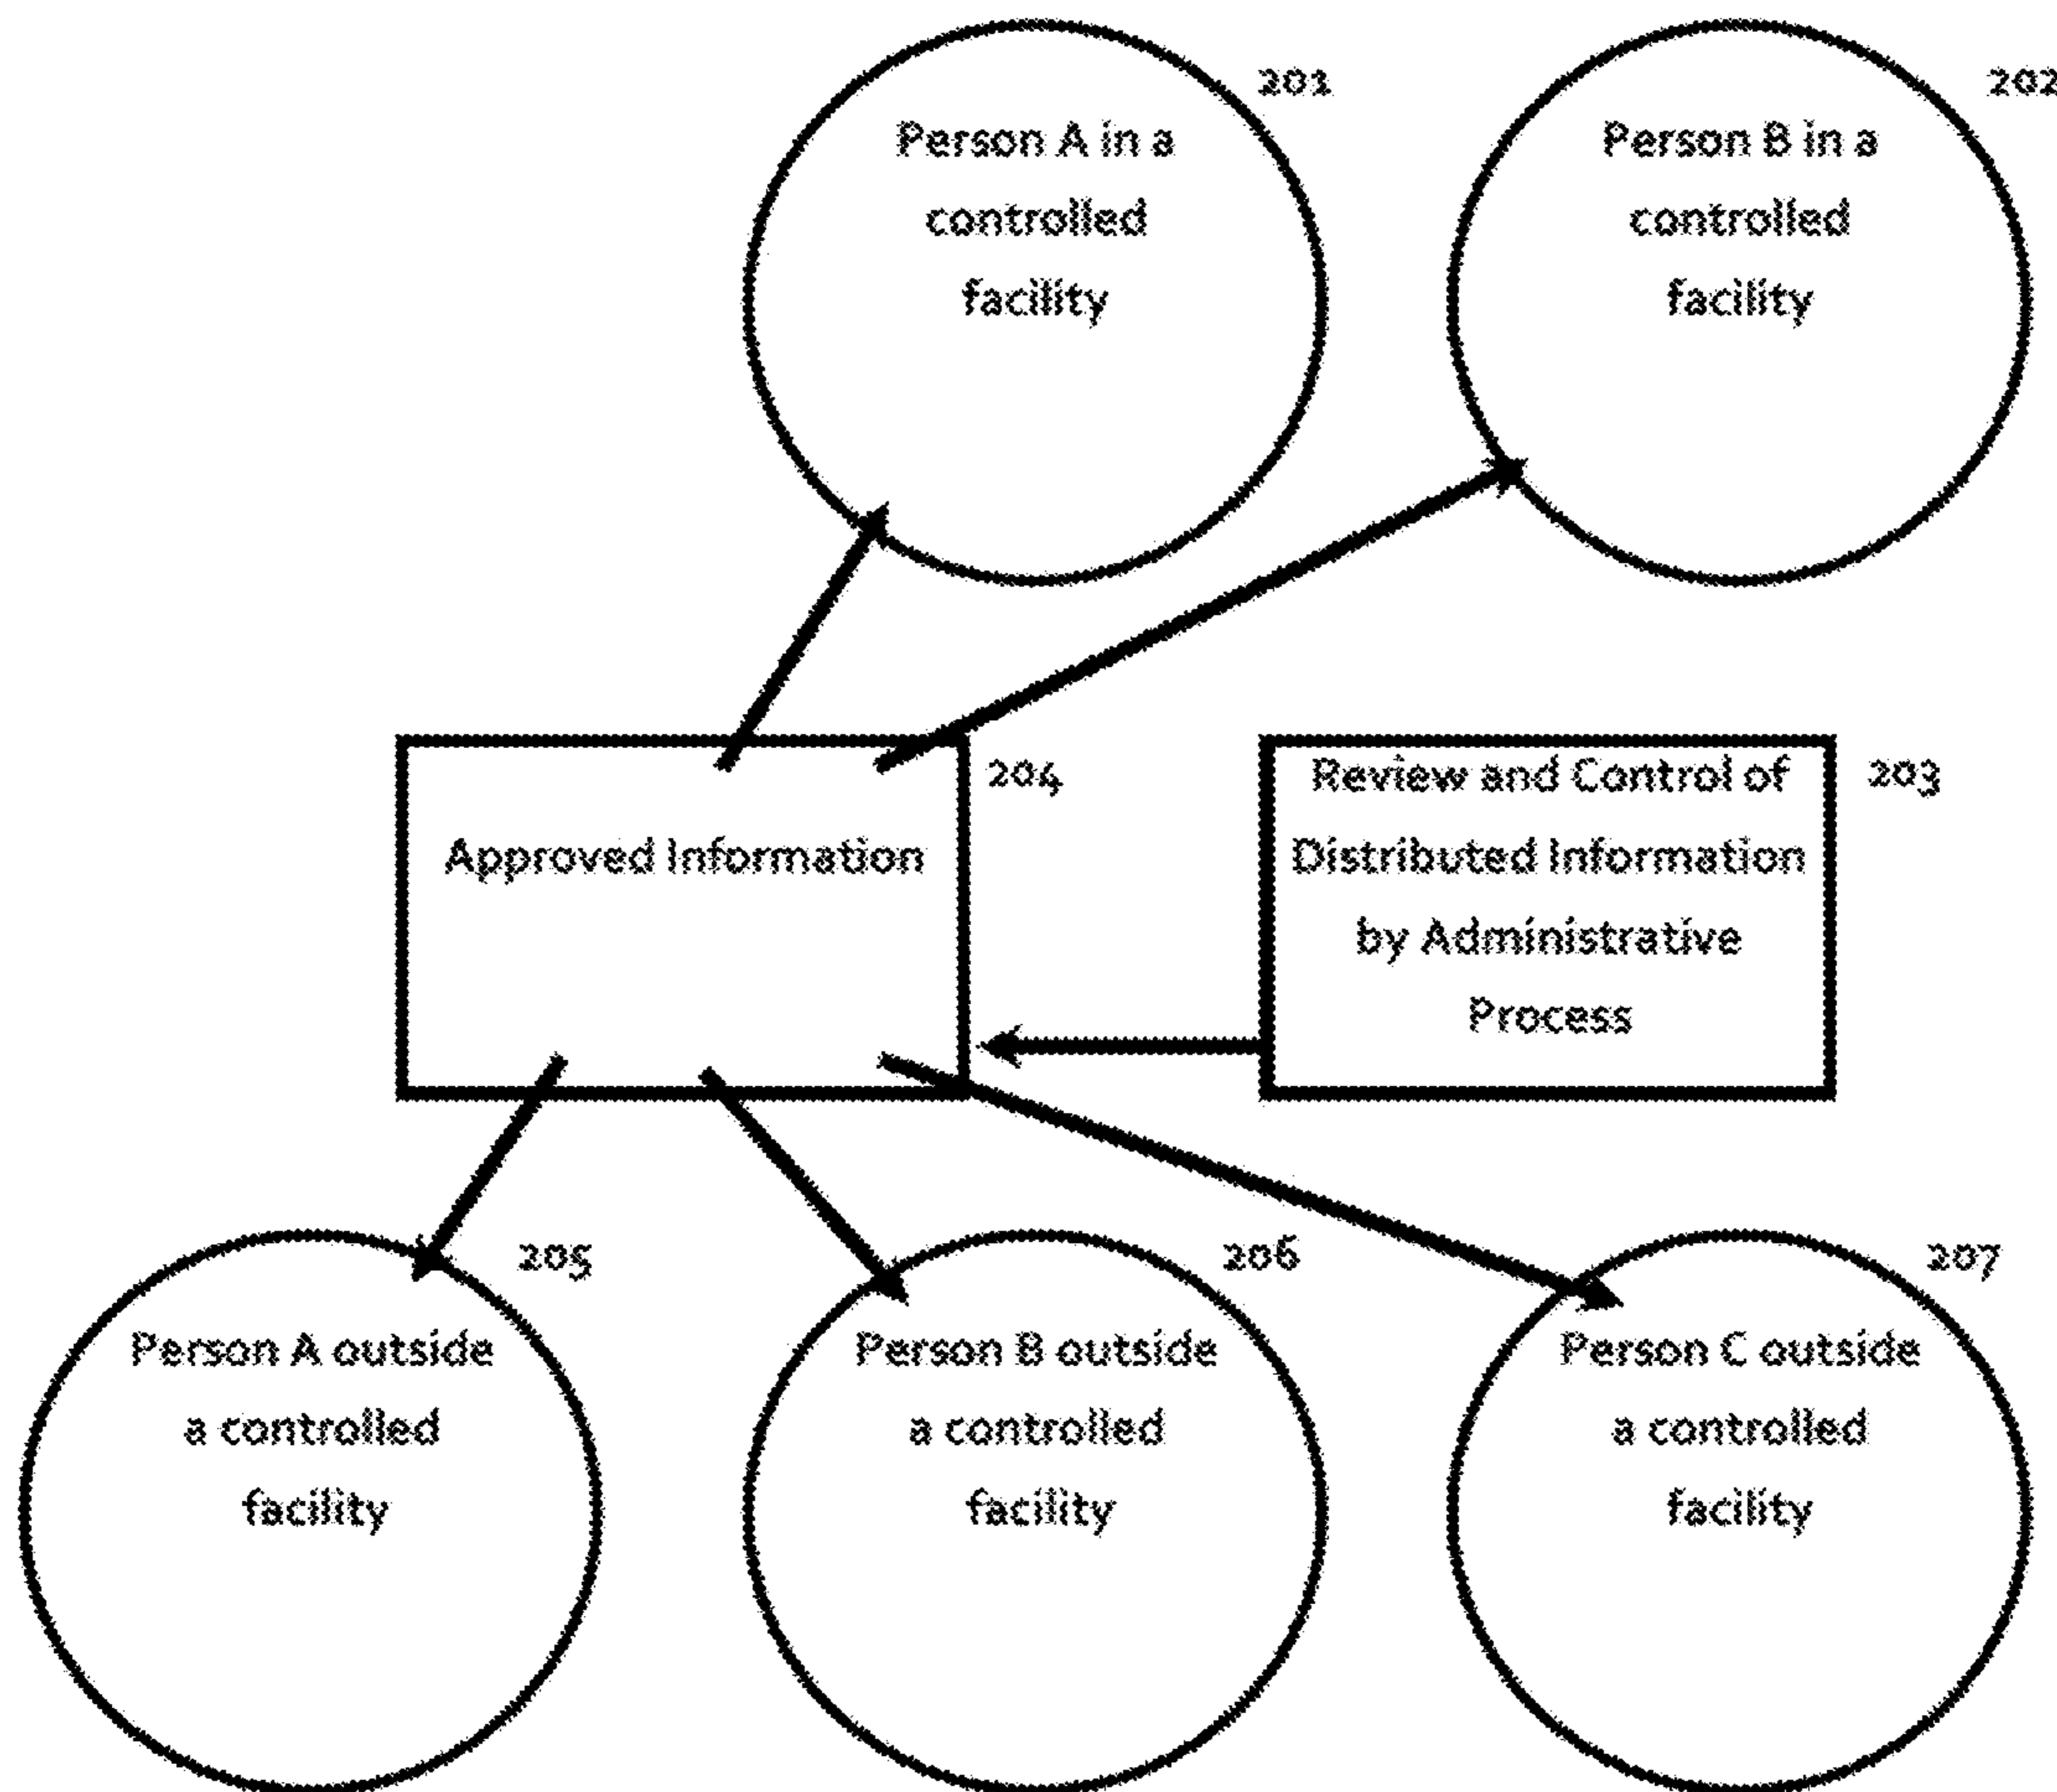 201
Person A in a
controlled
facility
202
Person B in a
controlled
facility
204
Approved Information
203
Review and Control of
Distributed Information
by Administrative
Process
205
Person A outside
a controlled
facility
206
Person B outside
a controlled
facility
207
Person C outside
a controlled
facility